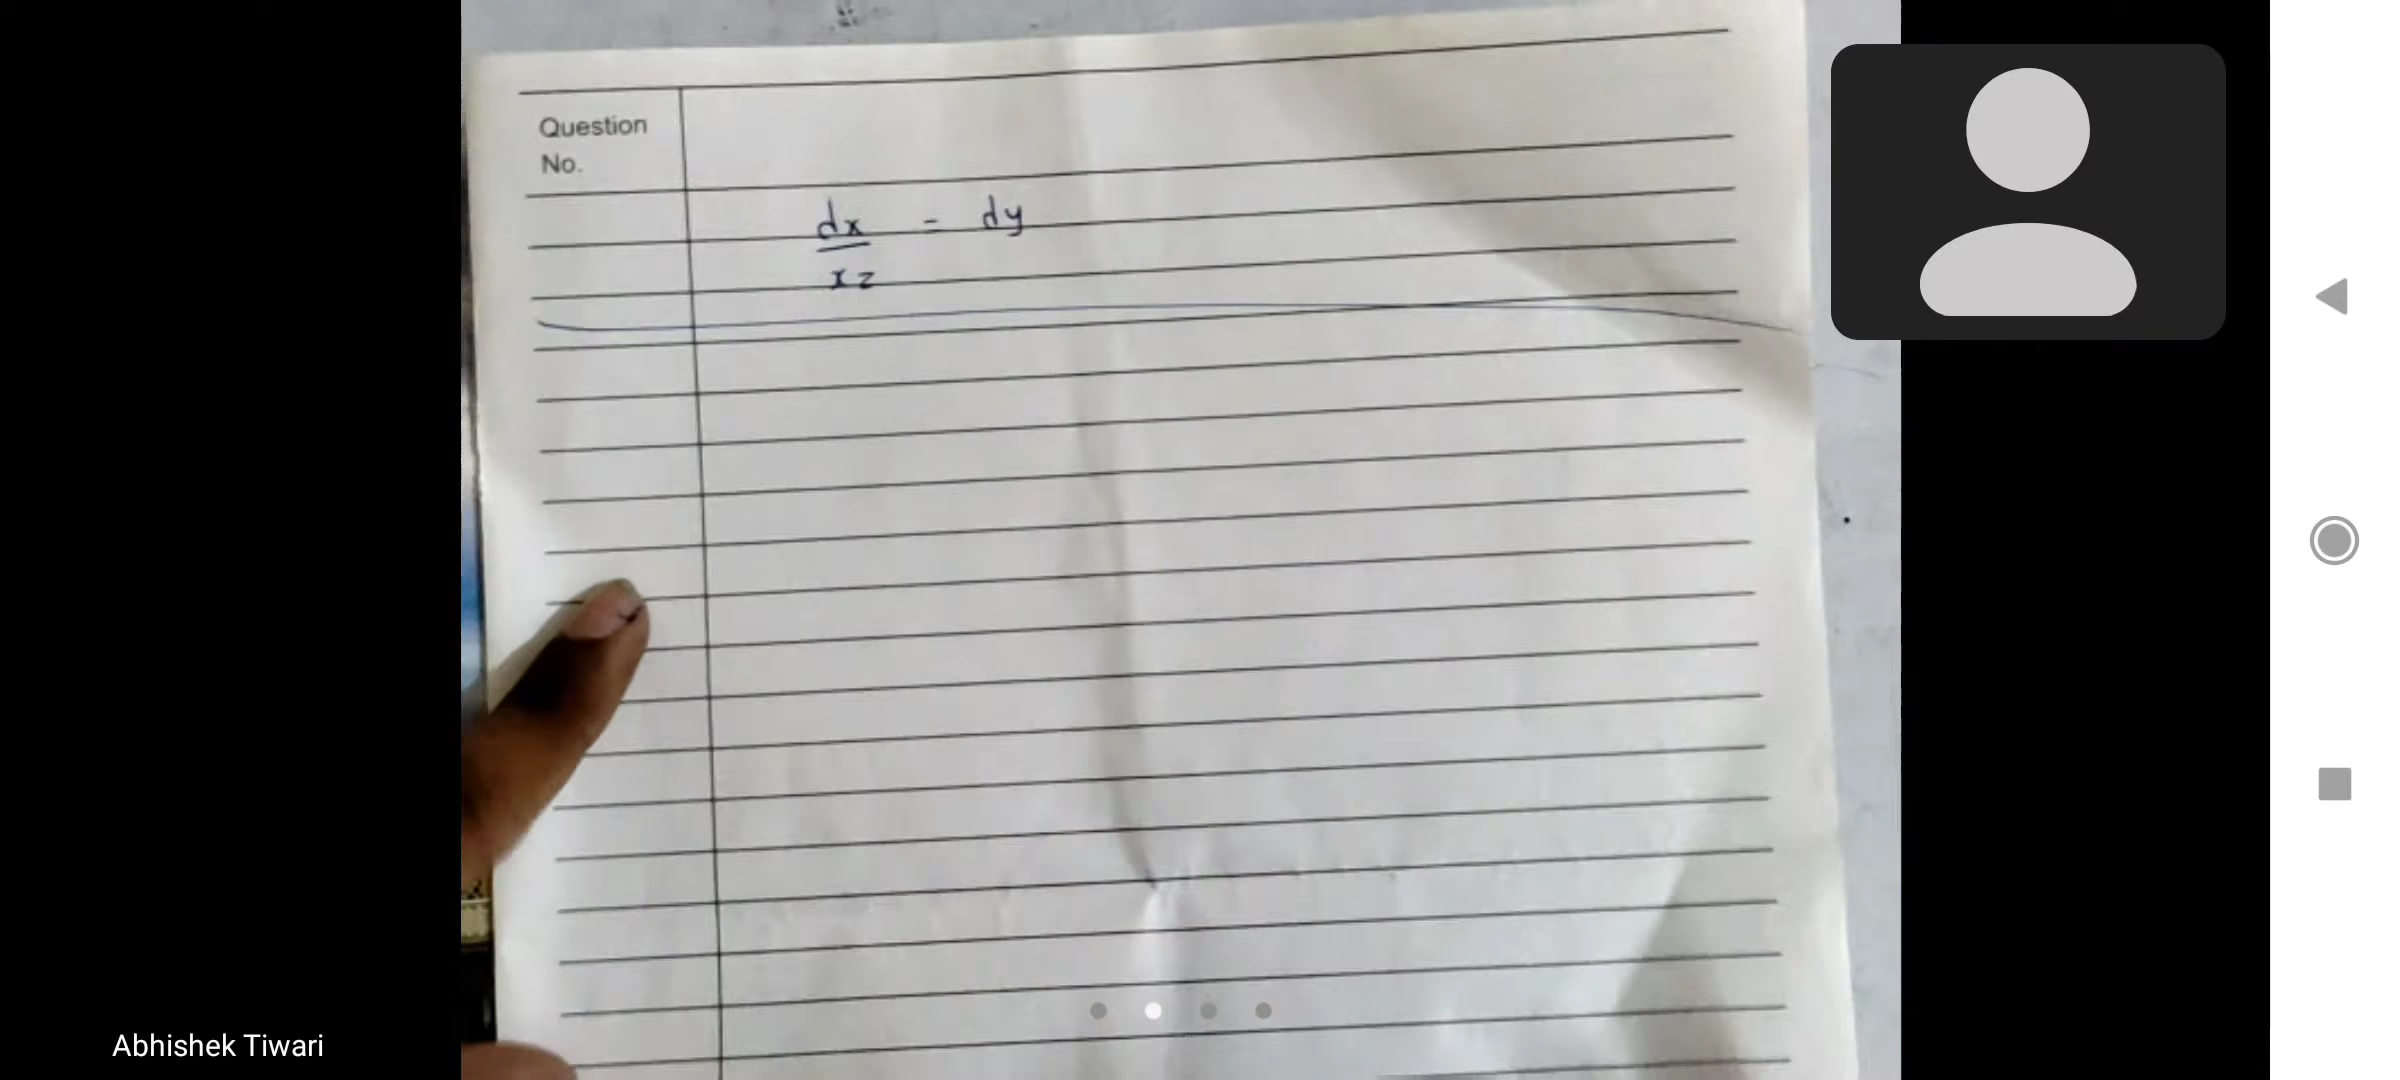 Question
No.
dx = dy
xz
Abhishek Tiwari